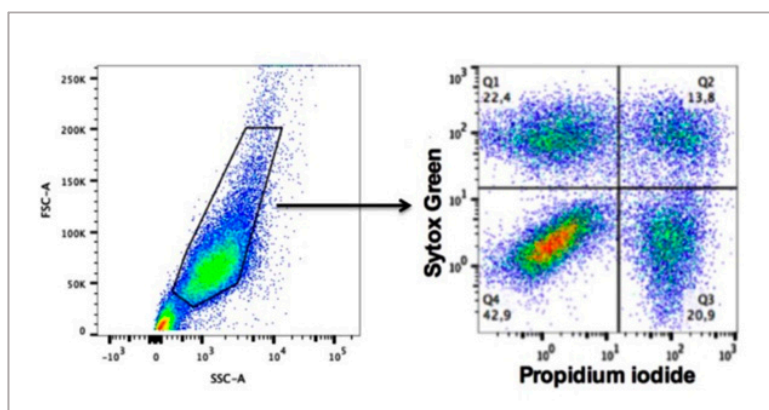 250K
200K
150K
100K
50K
0
FSC-A
-10³ 0 10³ 10⁴ 10⁵
SSC-A
Q1
22,4
Q2
13,8
Q4
42,9
Q3
20,9
10³
10²
10¹
10⁰
Sytox Green
10⁰ 10¹ 10² 10³
Propidium iodide